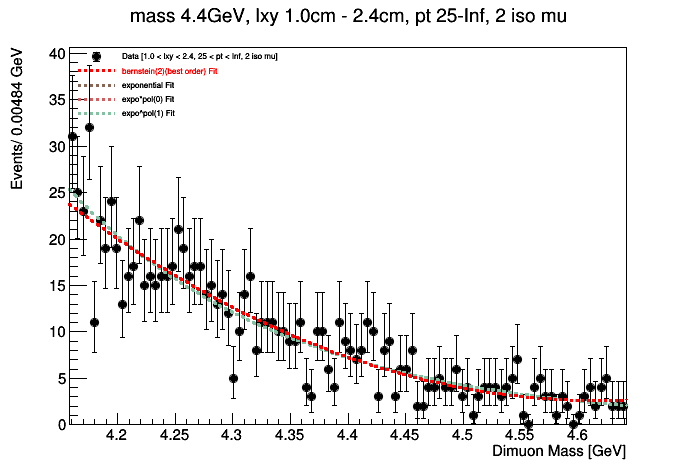 mass 4.4GeV, lxy 1.0cm - 2.4cm, pt 25-Inf, 2 iso mu
Events/ 0.00484 GeV
40
35
30
25
20
15
10
5
0
Data [1.0 < lxy < 2.4, 25 < pt < Inf, 2 iso mu]
bernstein(2)(best order) Fit
exponential Fit
expo*pol(0) Fit
expo*pol(1) Fit
4.2 4.25 4.3 4.35 4.4 4.45 4.5 4.55 4.6
Dimuon Mass [GeV]